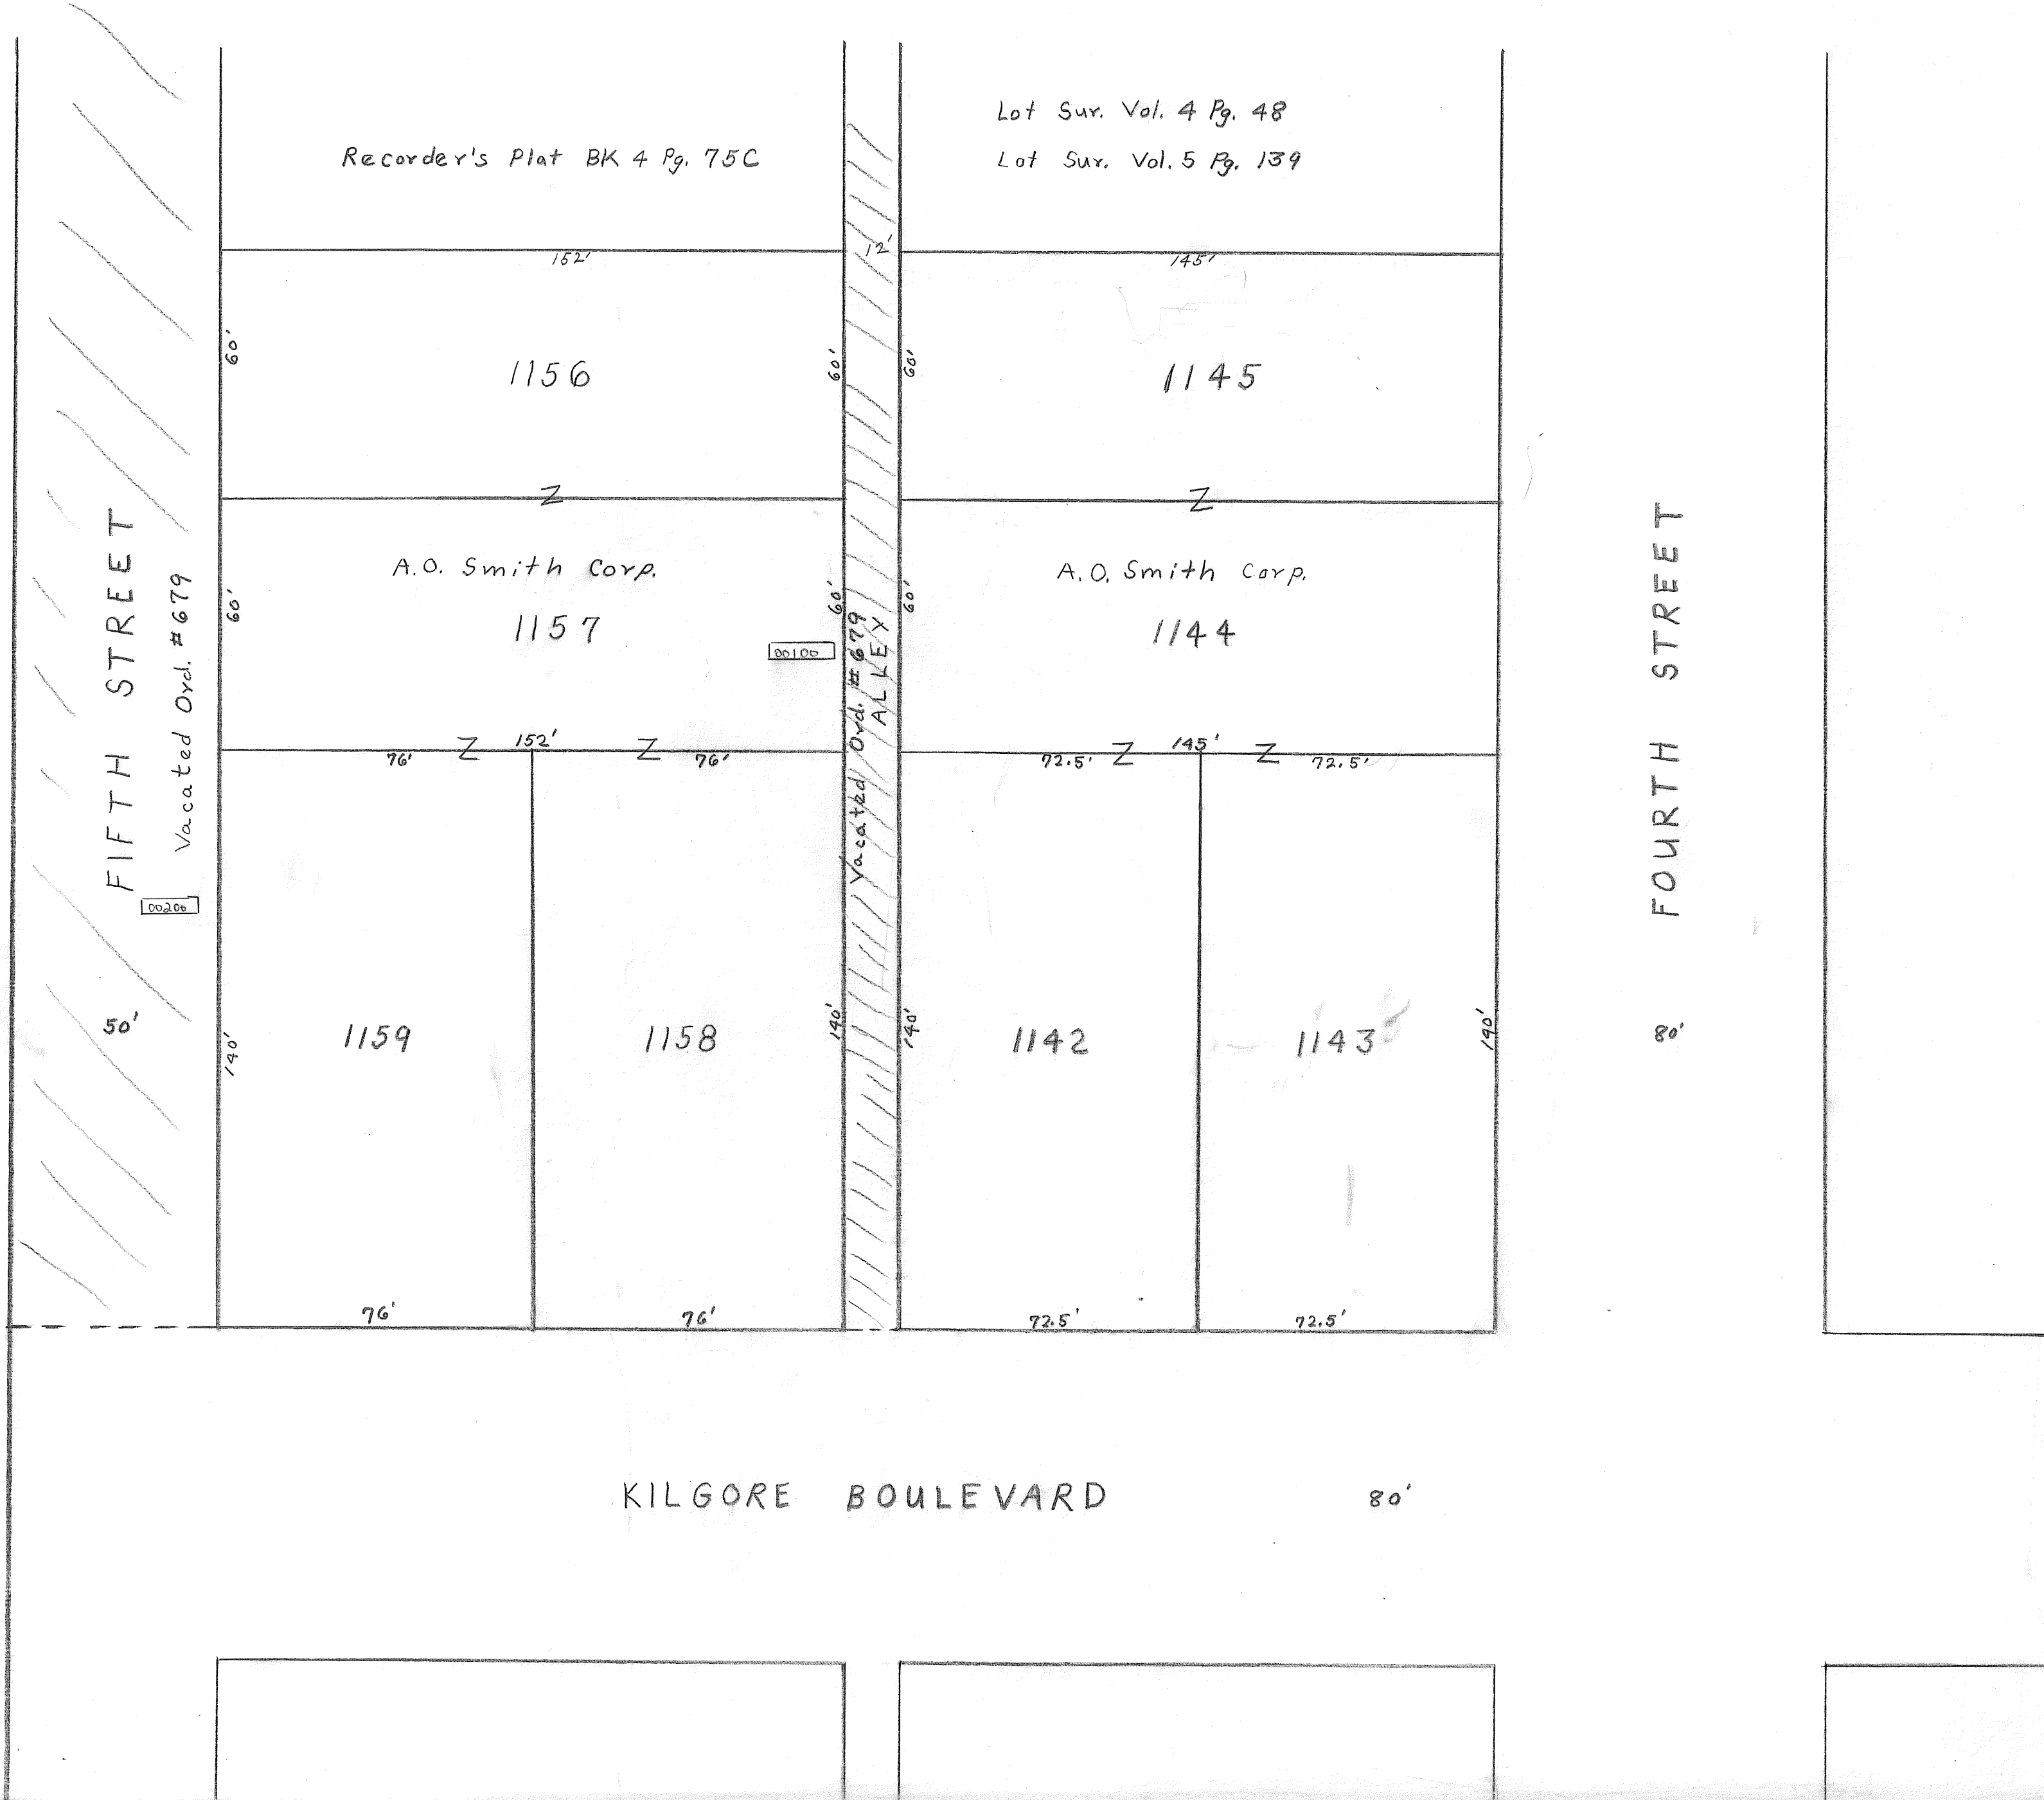 Lot Sur. Vol. 4 Pg. 48
Recorder's Plat BK 4 Pg. 75C
Lot Sur. Vol. 5 Pg. 139
152'
12'
145'
60'
1156
60'
60'
1145
Z
Z
FIFTH STREET
Vacated Ord. #679
A.O. Smith Corp.
60'
1157
60'
00100
Vacated Ord. #679
ALLEY
60'
A.O. Smith Corp.
1144
FOURTH STREET
76'
Z
152'
Z
76'
72.5'
Z
145'
Z
72.5'
00200
50'
140'
1159
1158
140'
140'
1142
1143
140'
80'
76'
76'
72.5'
72.5'
KILGORE BOULEVARD 80'